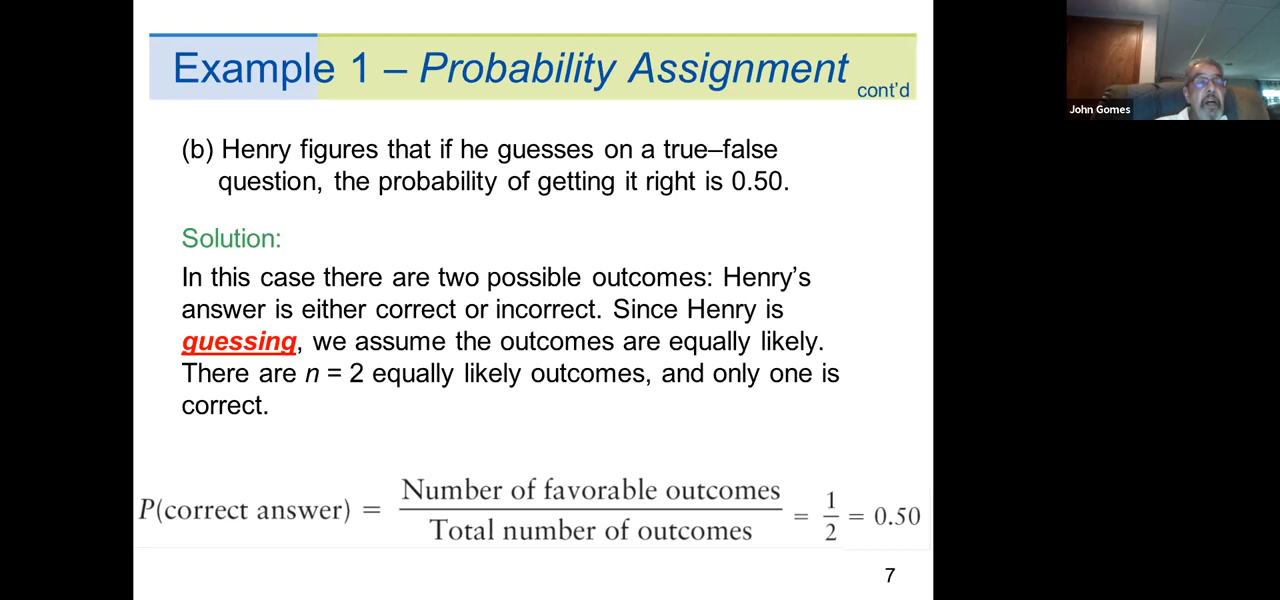 Example 1 – Probability Assignment
cont'd
(b) Henry figures that if he guesses on a true–false
question, the probability of getting it right is 0.50.
Solution:
In this case there are two possible outcomes: Henry's
answer is either correct or incorrect. Since Henry is
guessing, we assume the outcomes are equally likely.
There are n = 2 equally likely outcomes, and only one is
correct.
P(correct answer) = Number of favorable outcomes / Total number of outcomes = 1/2 = 0.50
7
John Gomes